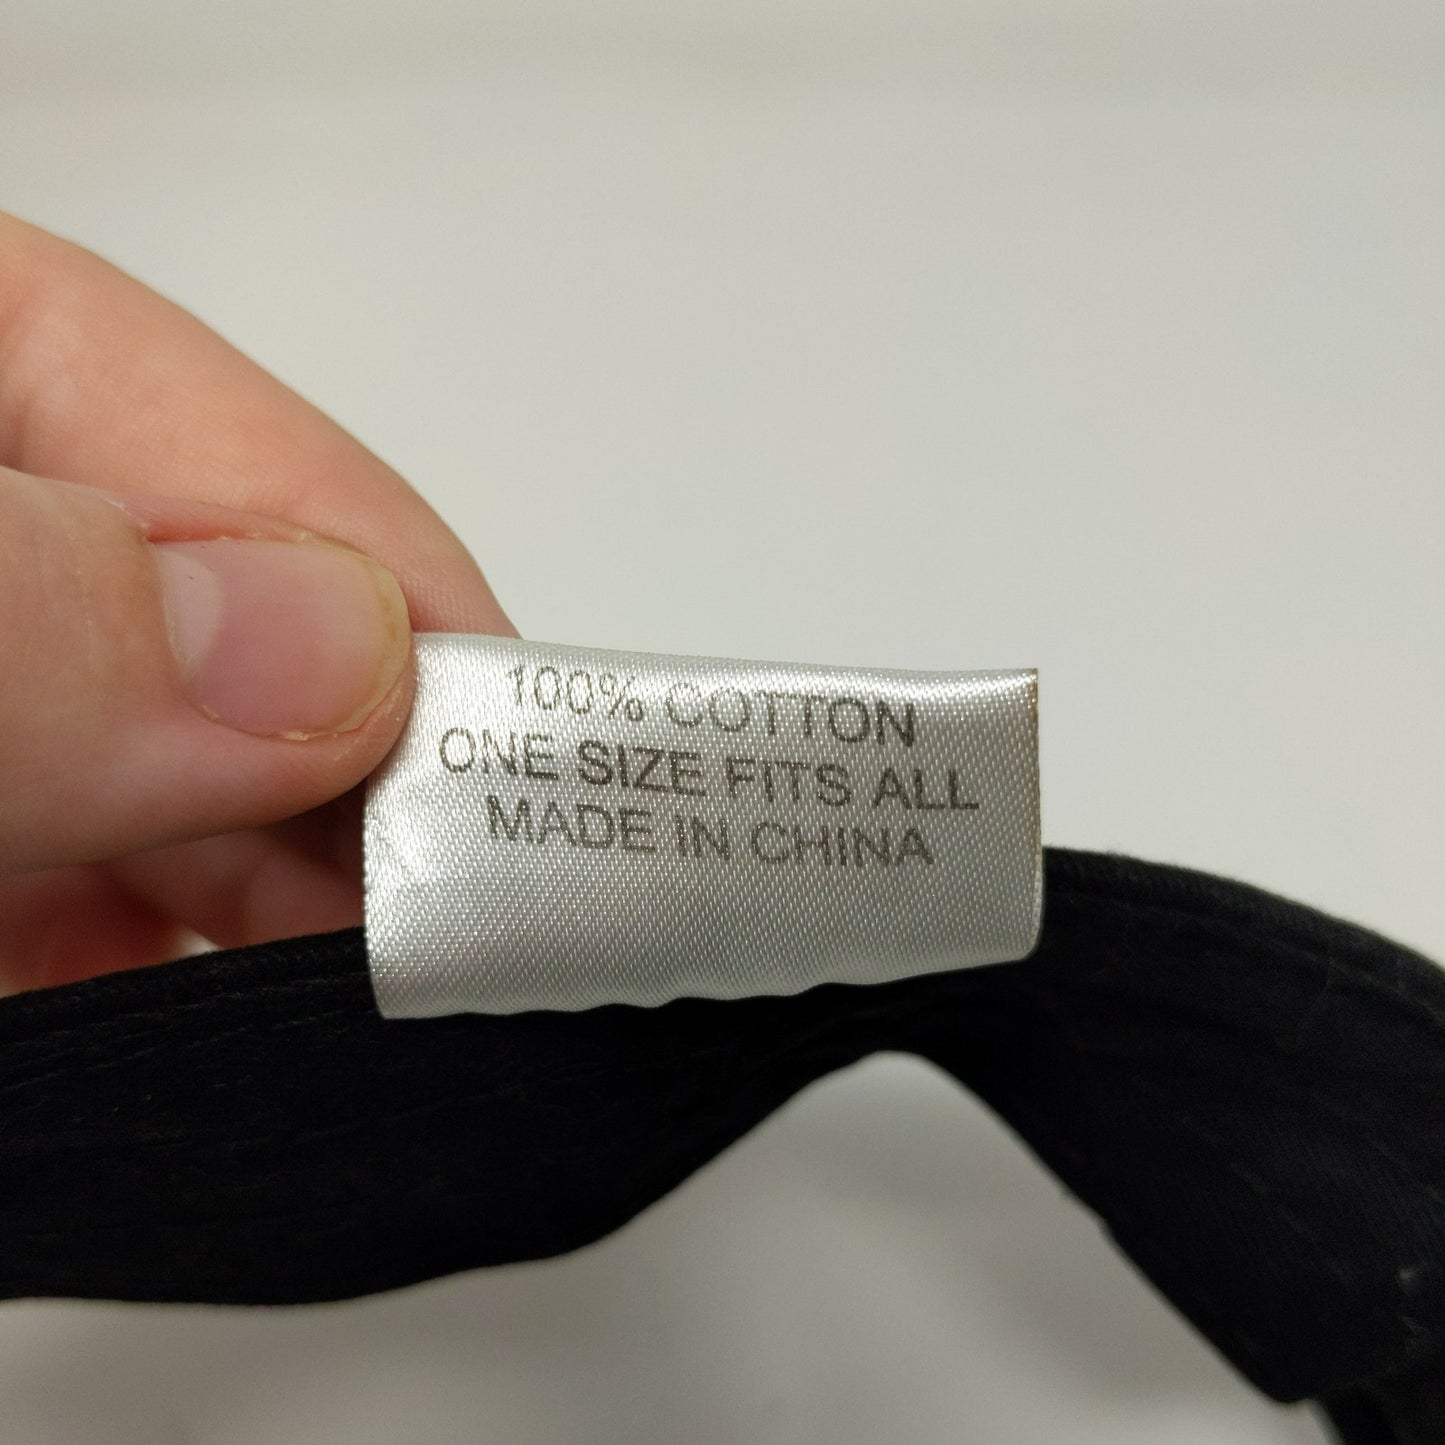 100% COTTON
ONE SIZE FITS ALL
MADE IN CHINA